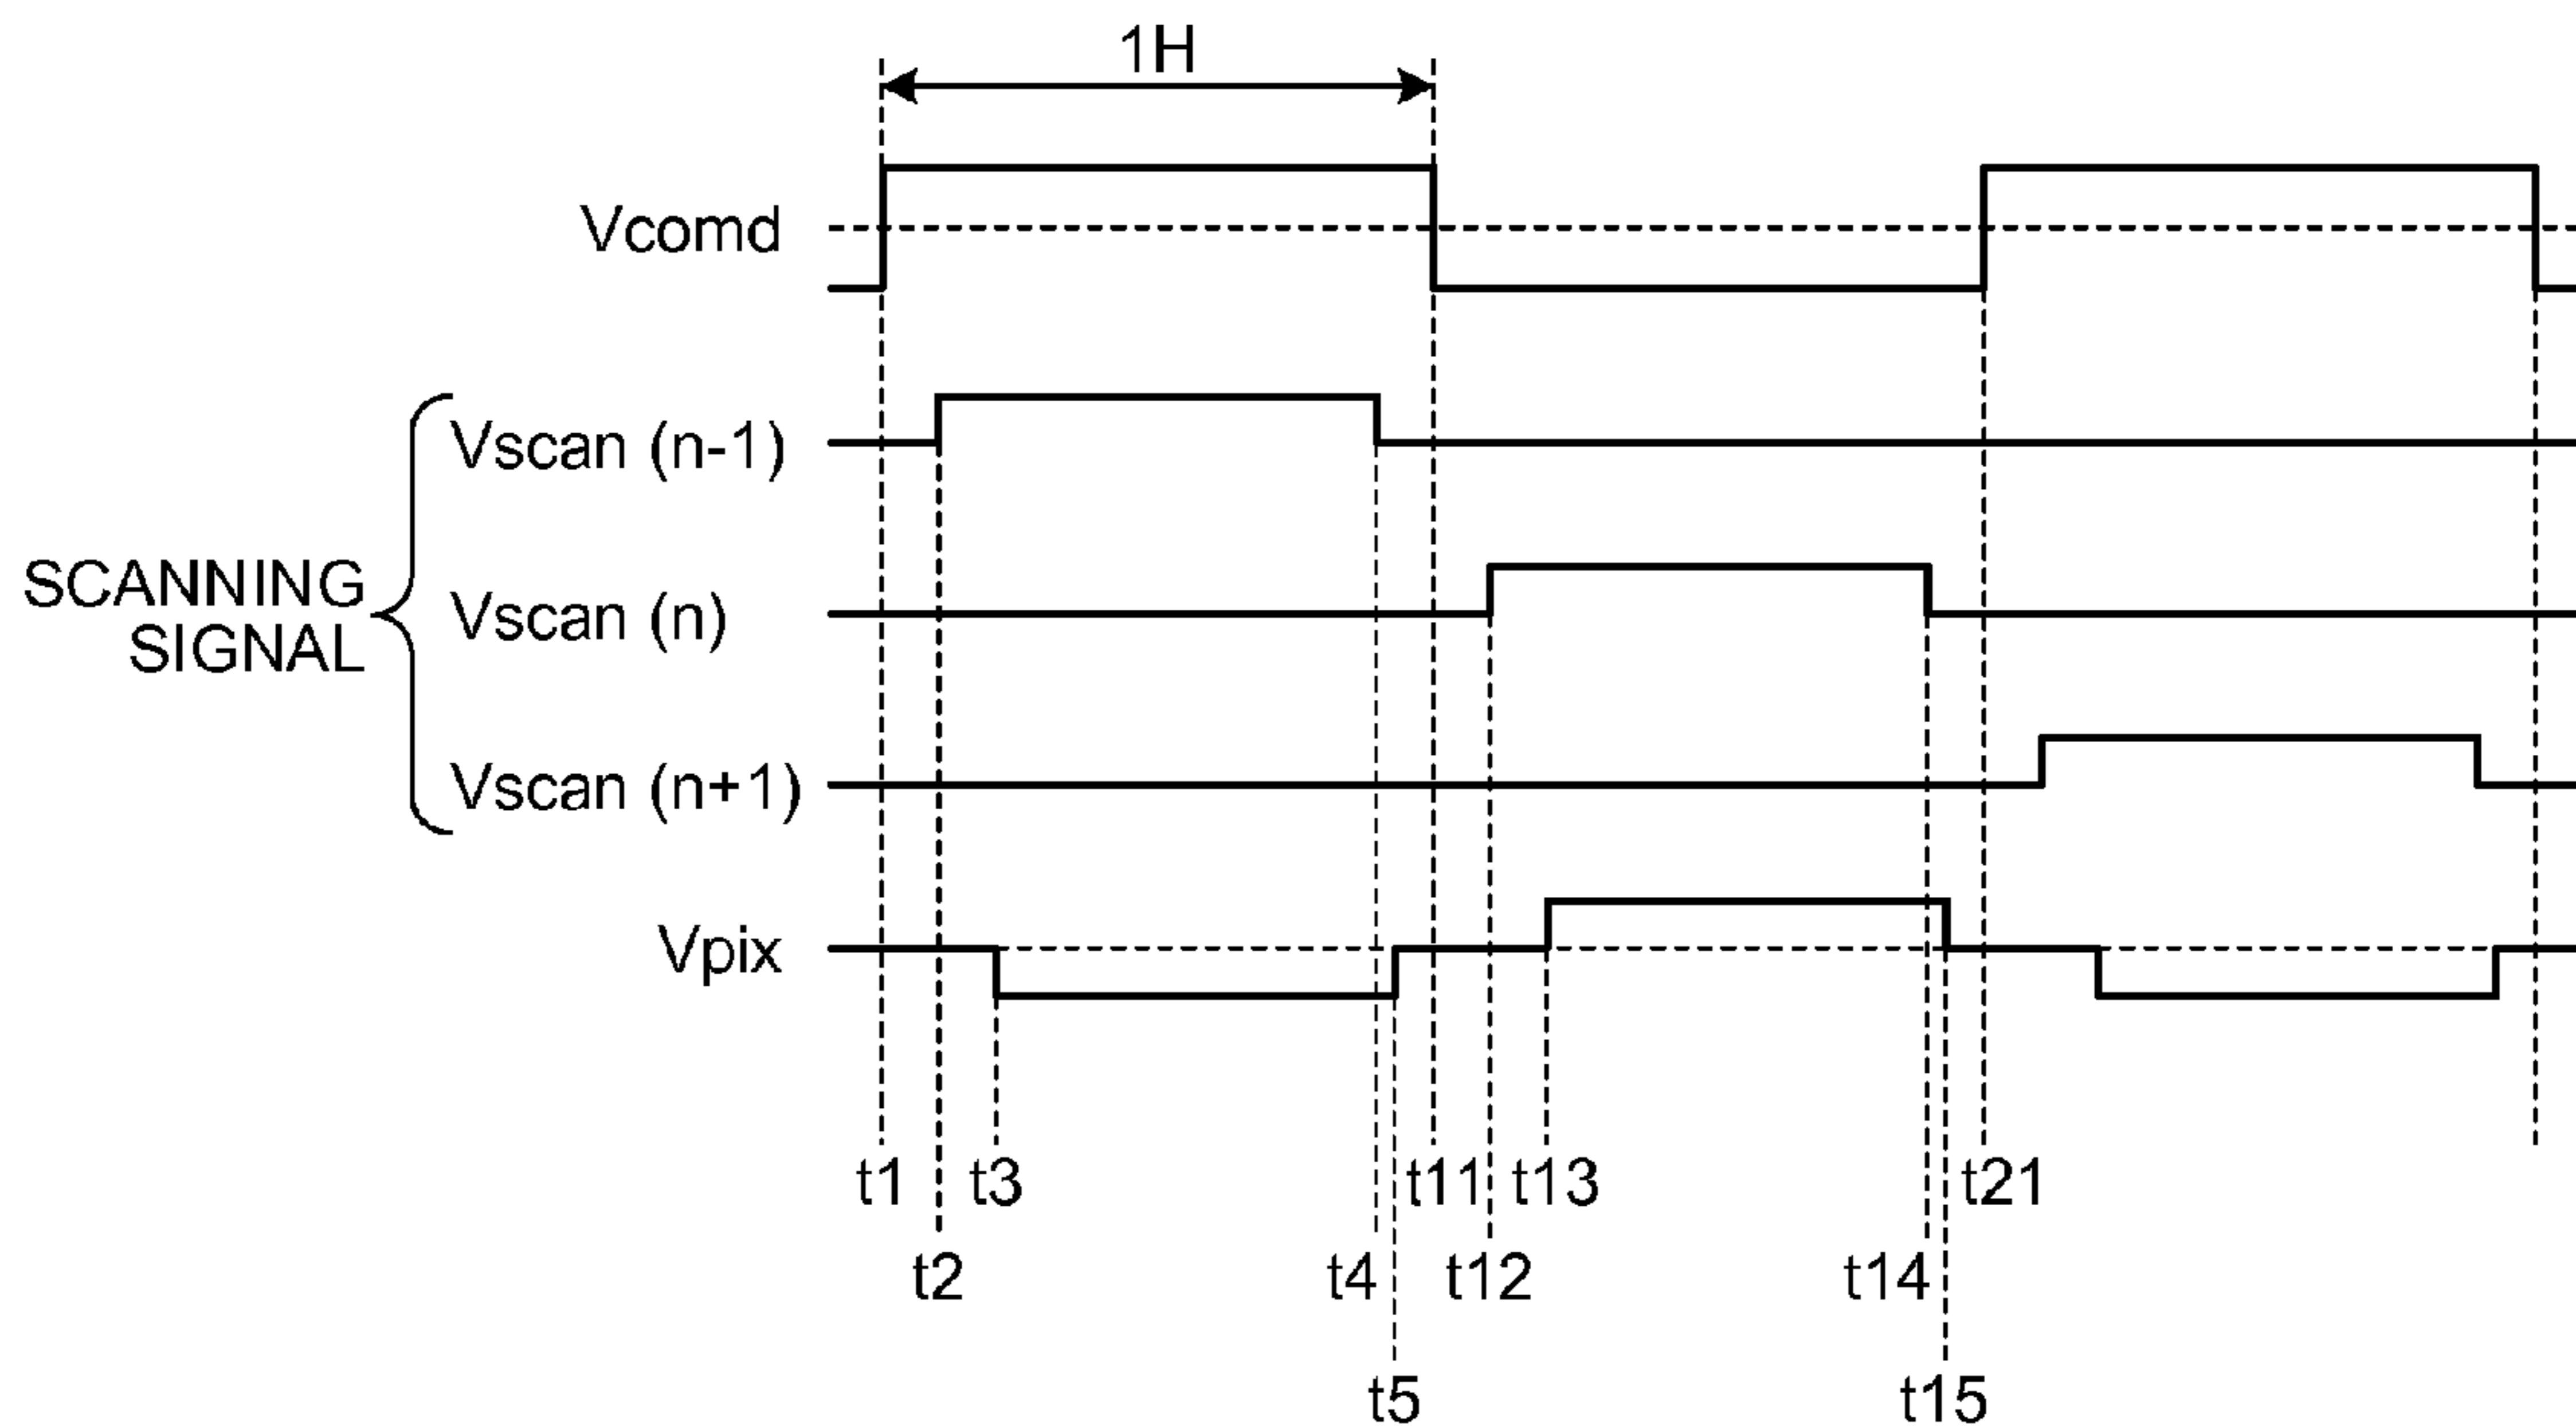 1H
Vcomd
Vscan (n-1)
SCANNING
SIGNAL
Vscan (n)
Vscan (n+1)
Vpix
t1
t3
t11
t13
t21
t2
t4
t12
t14
t5
t15